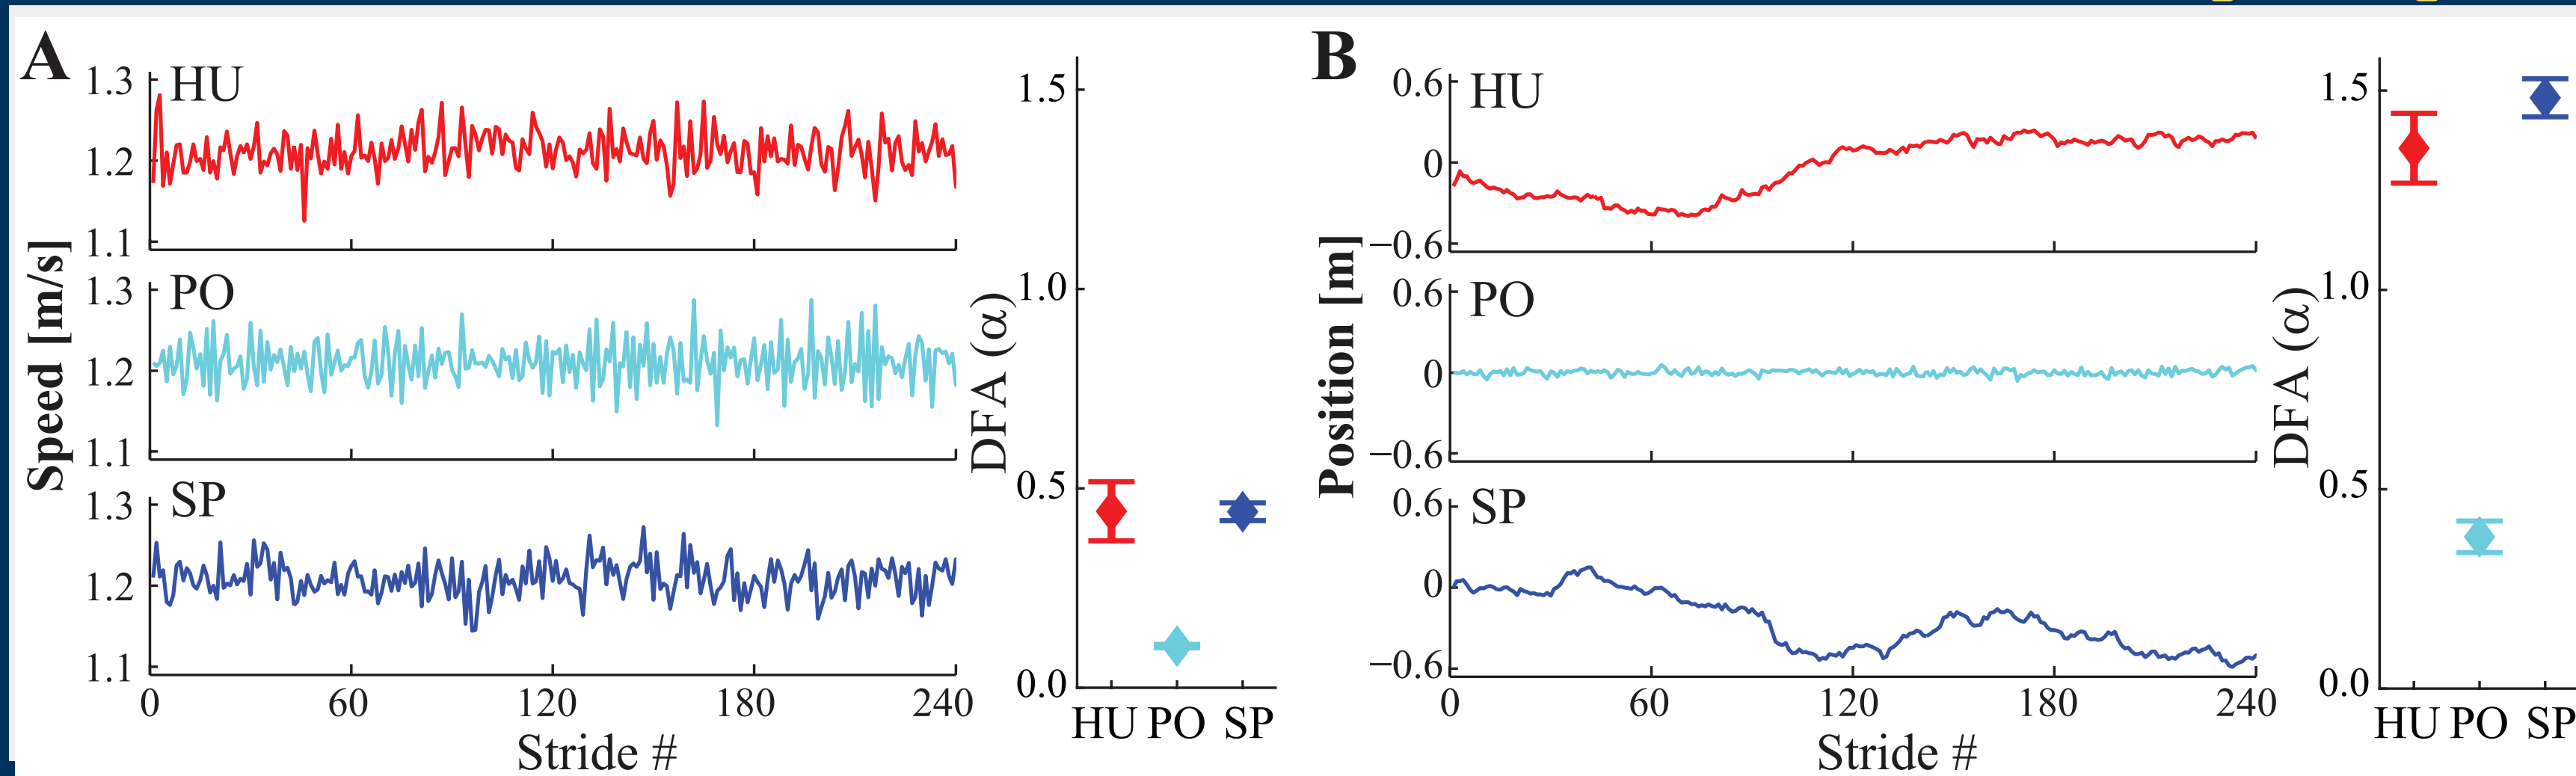 A
HU
1.3
1.2
1.1
PO
1.3
1.2
1.1
SP
1.3
1.2
1.1
Speed [m/s]
0
60
120
180
240
Stride #
1.5
1.0
0.5
0.0
DFA (α)
HU PO SP
B
HU
0.6
0
−0.6
PO
0.6
0
−0.6
SP
0.6
0
−0.6
Position [m]
0
60
120
180
240
Stride #
1.5
1.0
0.5
0.0
DFA (α)
HU PO SP